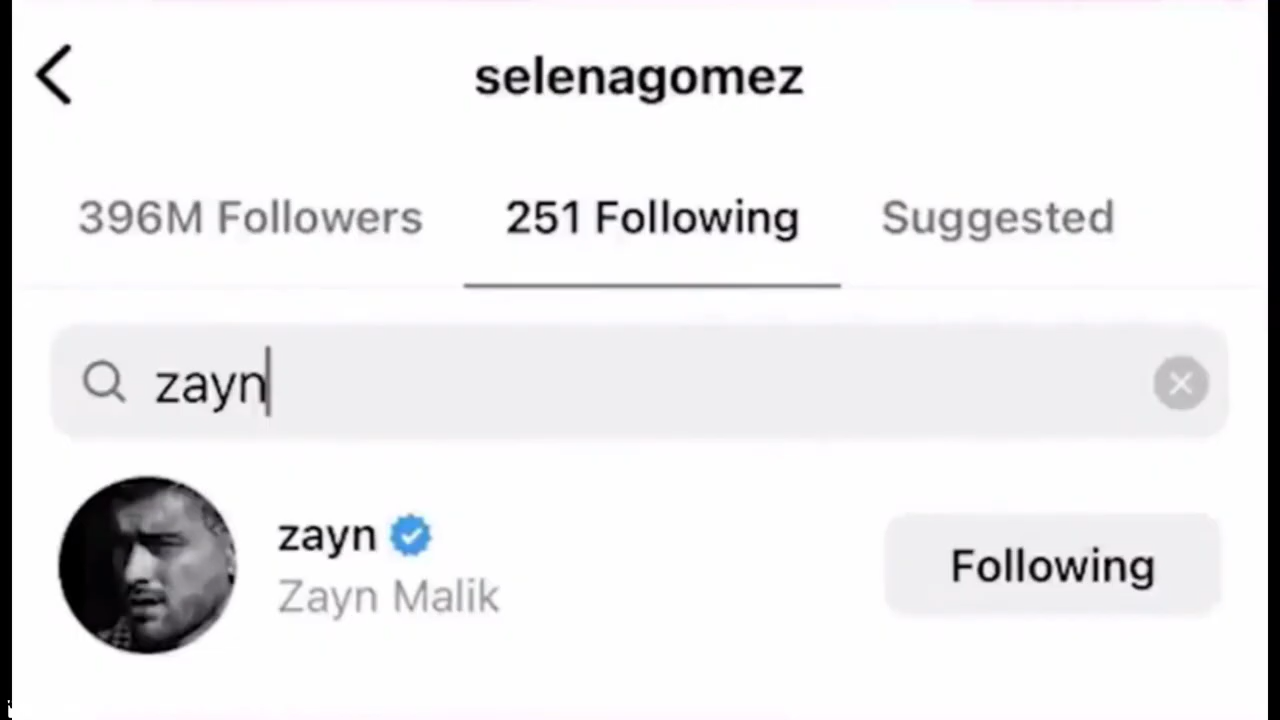 selenagomez
396M Followers 251 Following Suggested
zayn
zayn
Zayn Malik
Following